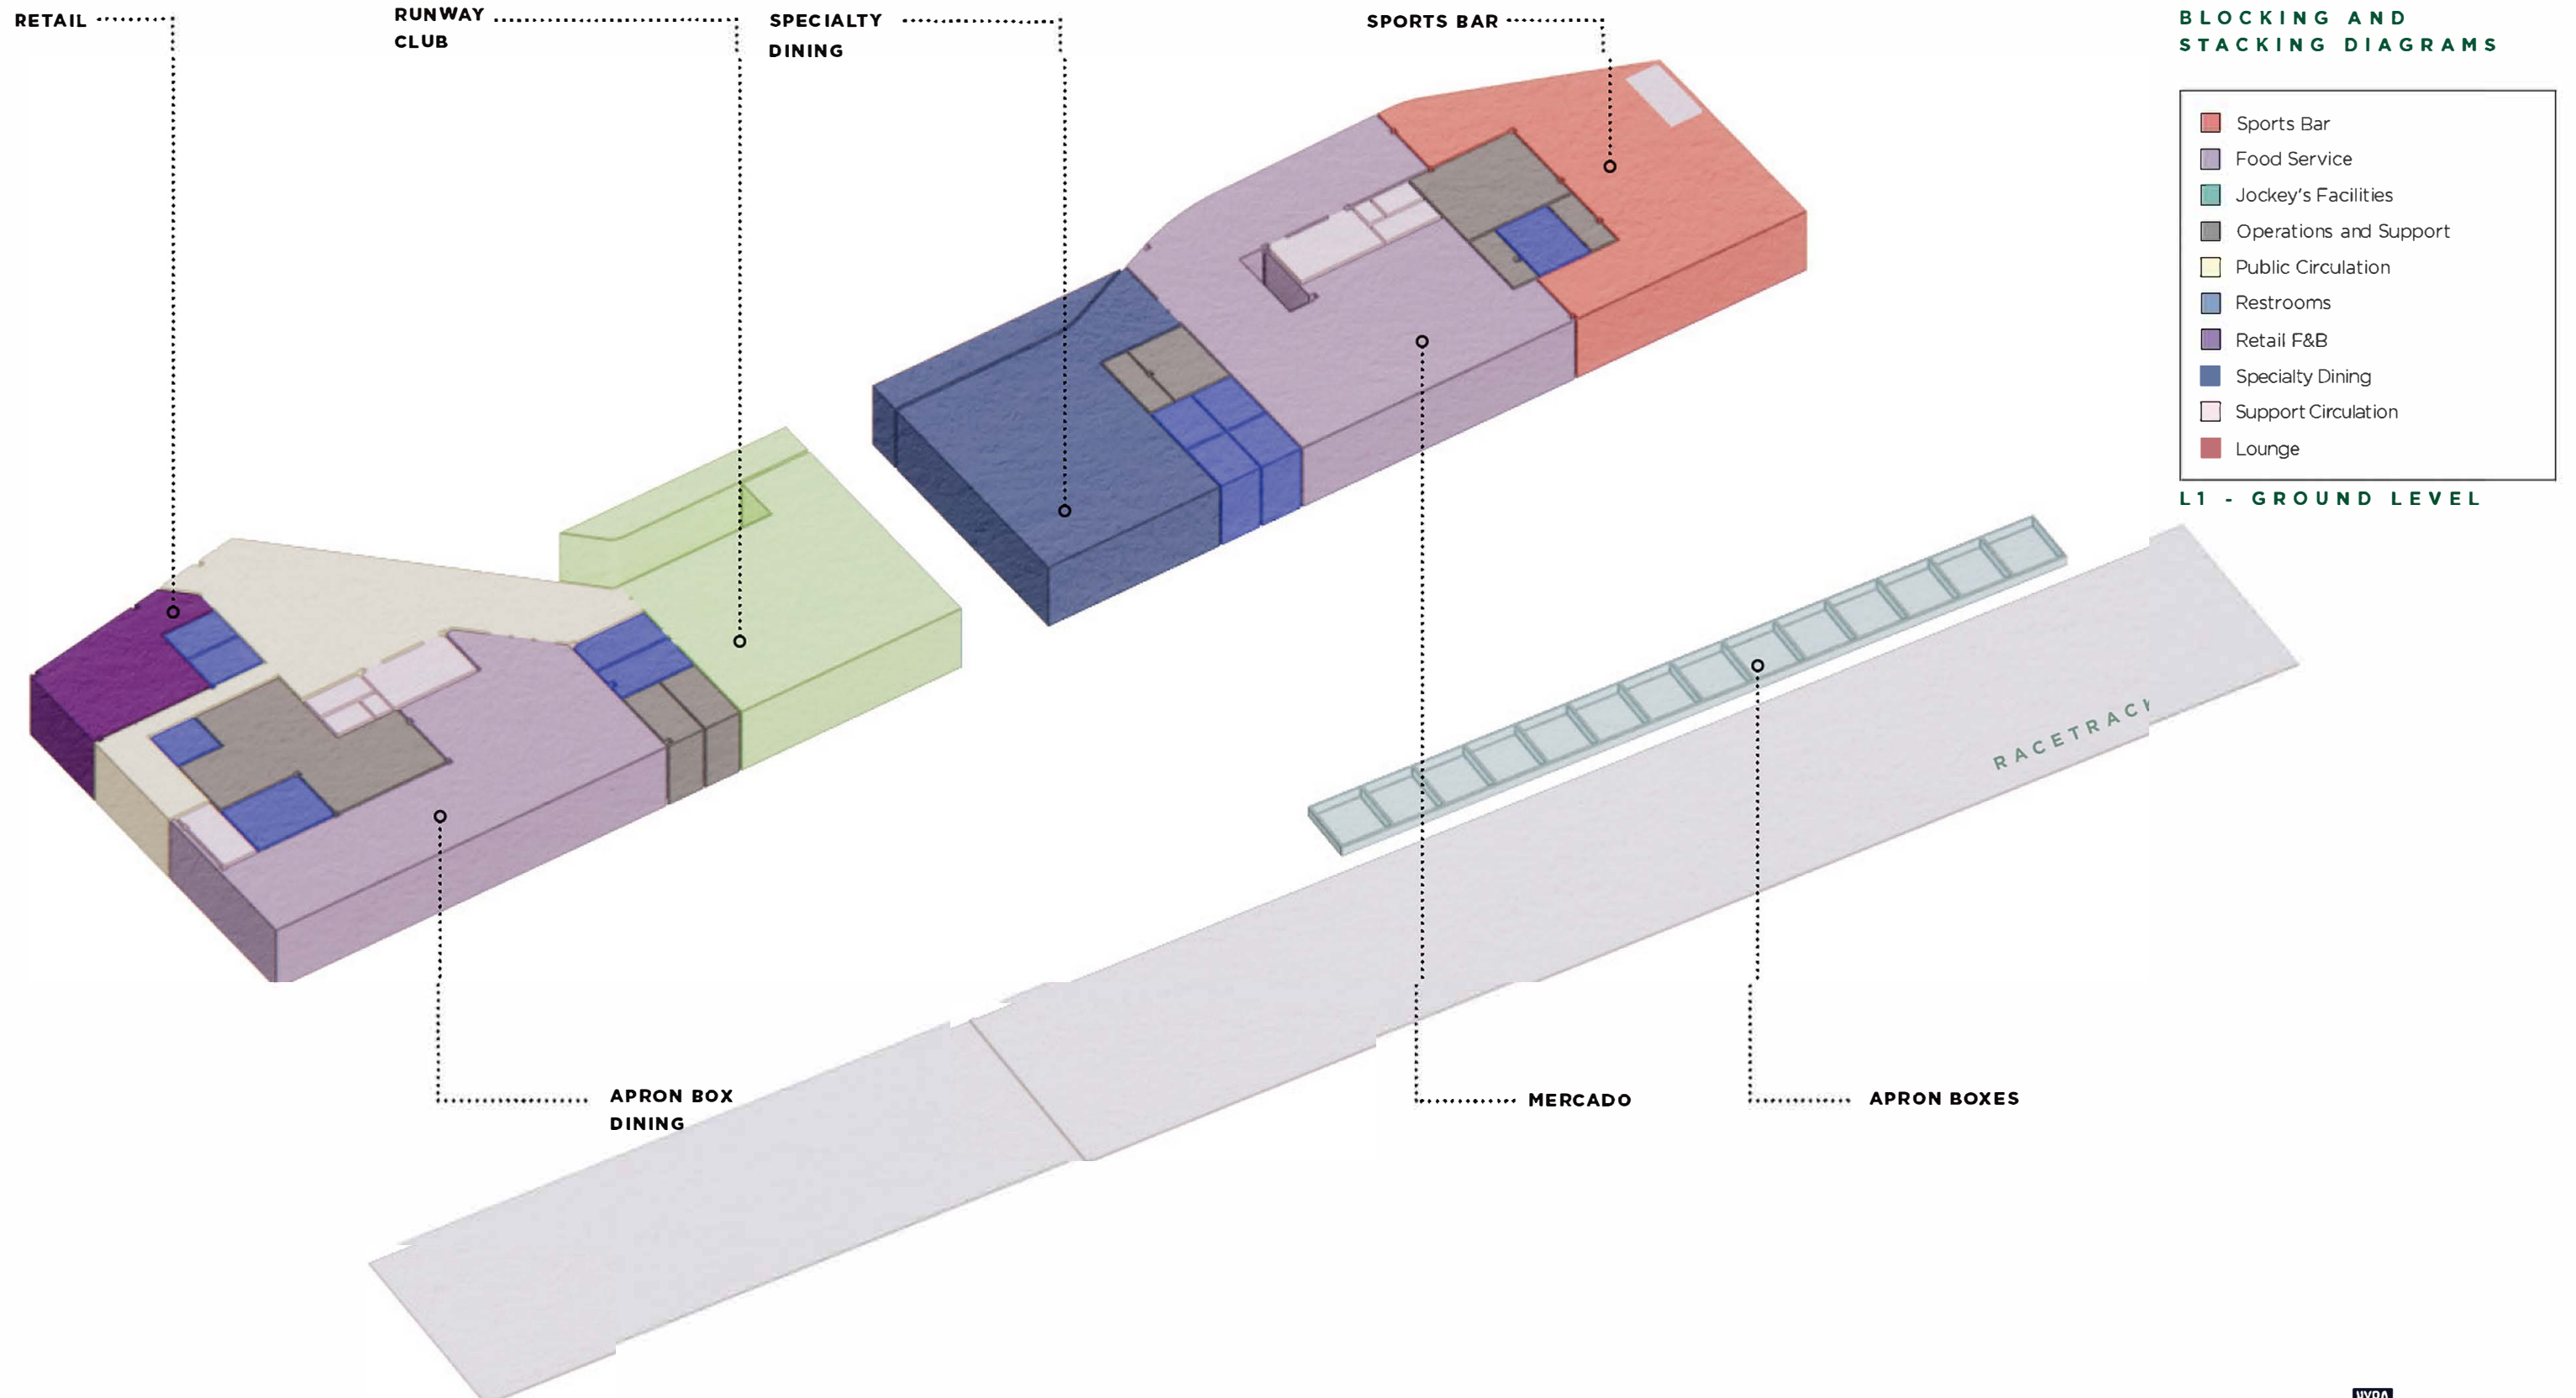 RETAIL
RUNWAY
CLUB
SPECIALTY
DINING
SPORTS BAR
BLOCKING AND
STACKING DIAGRAMS
Sports Bar
Food Service
Jockey's Facilities
Operations and Support
Public Circulation
Restrooms
Retail F&B
Specialty Dining
Support Circulation
Lounge
L1 - GROUND LEVEL
RACETRACK
APRON BOX
DINING
MERCADO
APRON BOXES